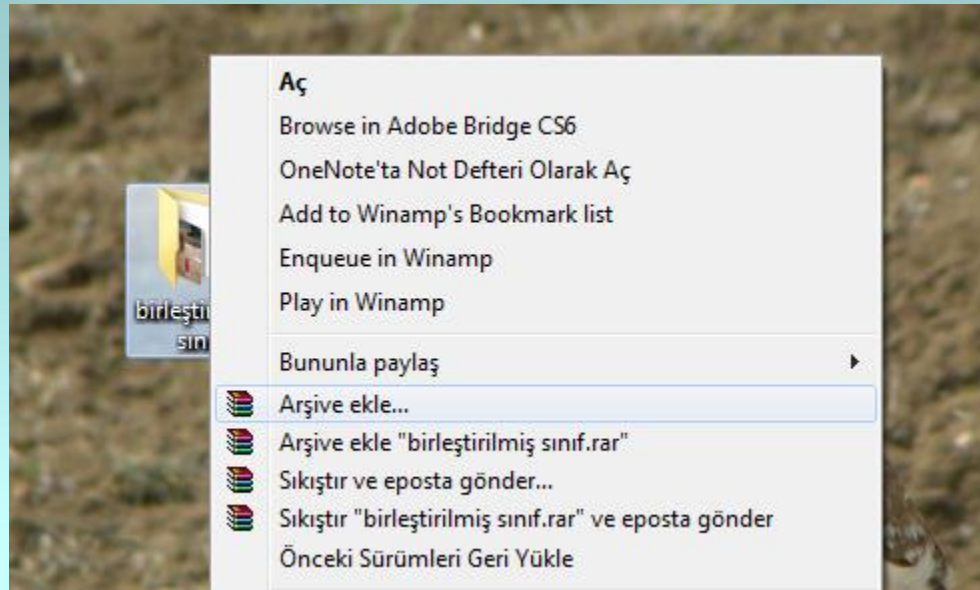 Aç
Browse in Adobe Bridge CS6
OneNote'ta Not Defteri Olarak Aç
Add to Winamp's Bookmark list
Enqueue in Winamp
Play in Winamp
birleşti
sın
Bununla paylaş
Arşive ekle...
Arşive ekle "birleştirilmiş sınıf.rar"
Sıkıştır ve eposta gönder...
Sıkıştır "birleştirilmiş sınıf.rar" ve eposta gönder
Önceki Sürümleri Geri Yükle